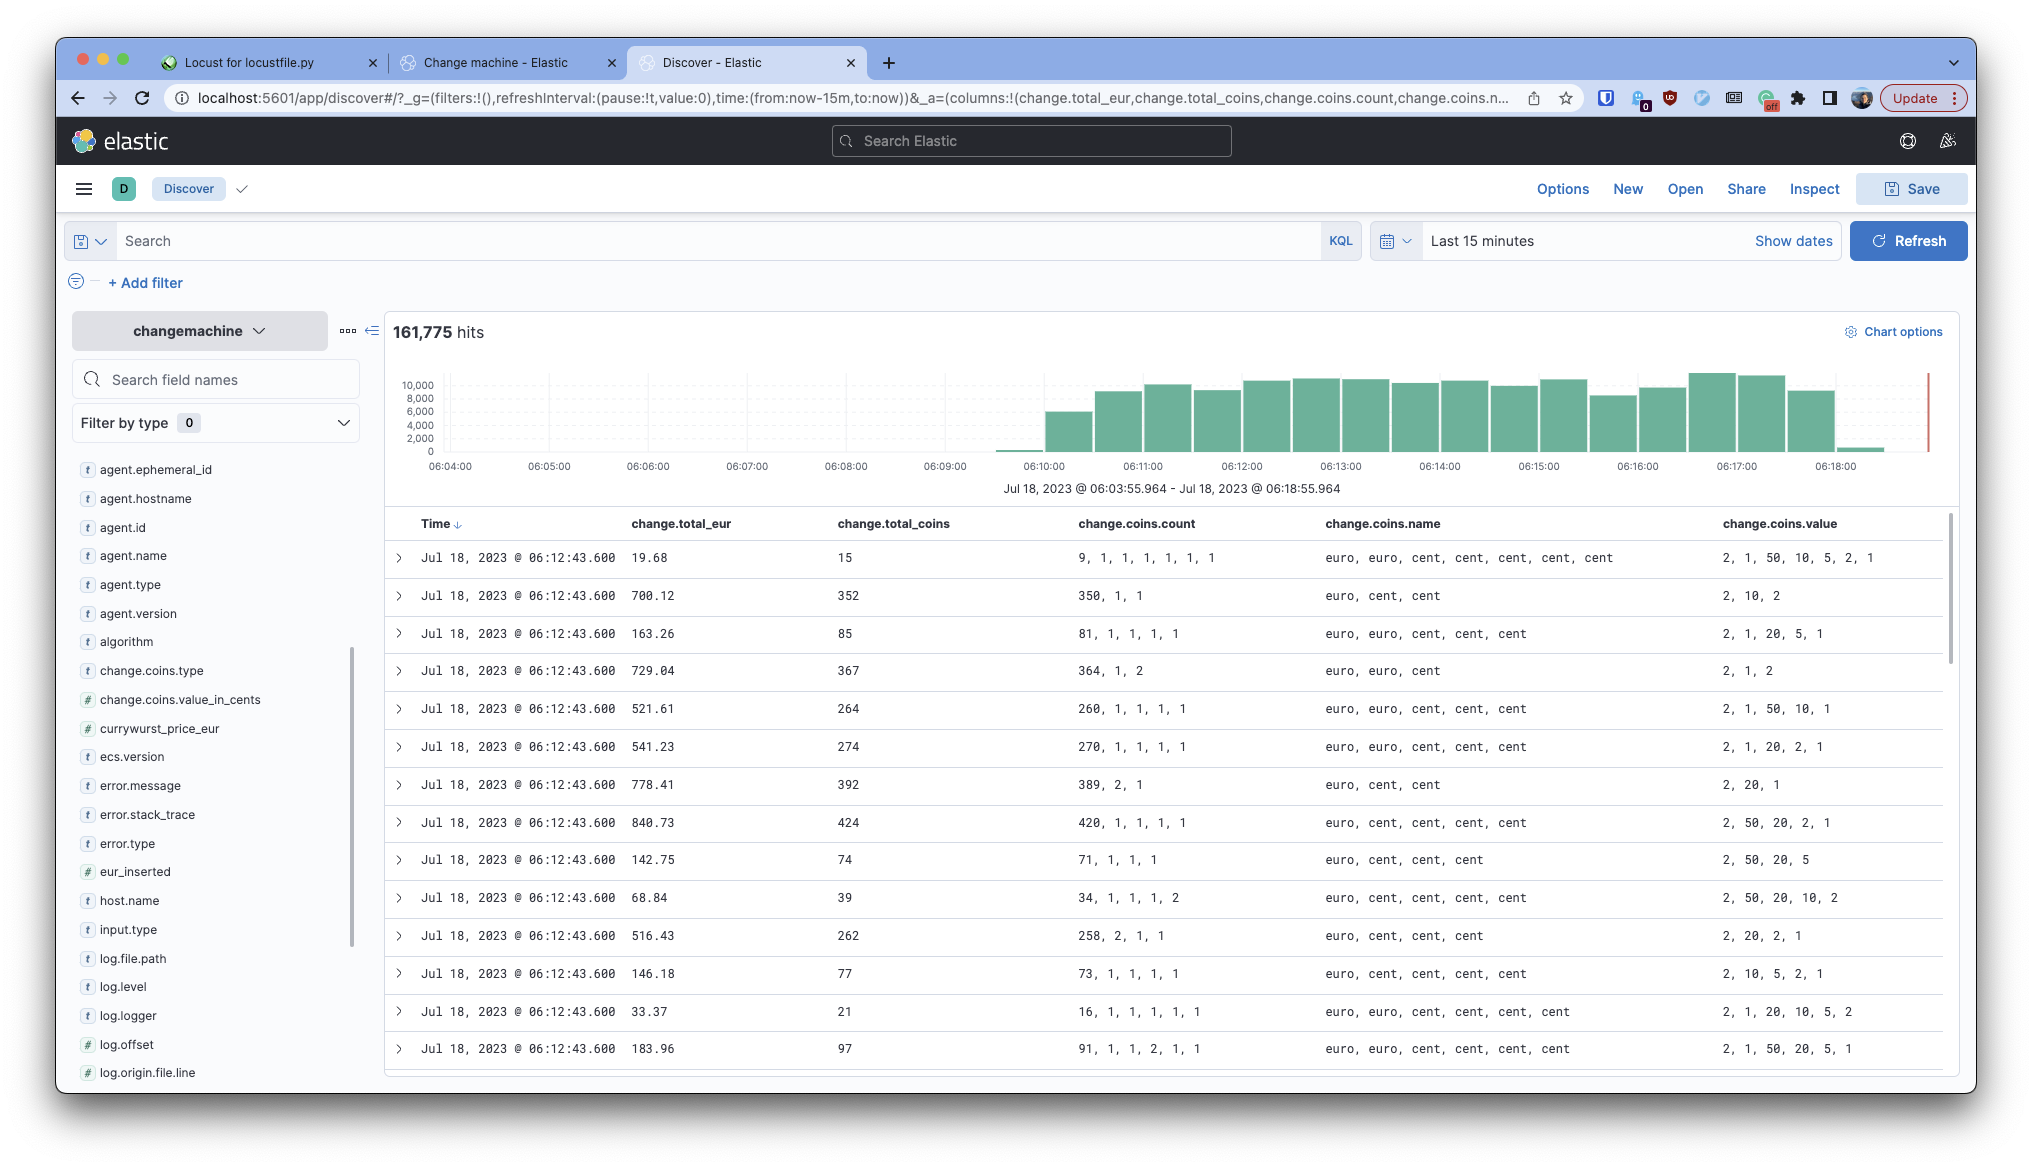 Locust for locustfile.py
Change machine - Elastic
Discover - Elastic
localhost:5601/app/discover#/?_g=(filters:!(),refreshInterval:(pause:!t,value:0),time:(from:now-15m,to:now))&_a=(columns:!(change.total_eur,change.total_coins,change.coins.count,change.coins.n...
0
off
Update
elastic
Search Elastic
D Discover
Options New Open Share Inspect Save
Search KQL
Last 15 minutes Show dates Refresh
+ Add filter
changemachine
Search field names
Filter by type 0
t agent.ephemeral_id
t agent.hostname
t agent.id
t agent.name
t agent.type
t agent.version
t algorithm
t change.coins.type
# change.coins.value_in_cents
# currywurst_price_eur
t ecs.version
t error.message
t error.stack_trace
t error.type
# eur_inserted
t host.name
t input.type
t log.file.path
t log.level
t log.logger
# log.offset
# log.origin.file.line
161,775 hits
Chart options
10,000
8,000
6,000
4,000
2,000
0
06:04:00 06:05:00 06:06:00 06:07:00 06:08:00 06:09:00 06:10:00 06:11:00 06:12:00 06:13:00 06:14:00 06:15:00 06:16:00 06:17:00 06:18:00
Jul 18, 2023 @ 06:03:55.964 - Jul 18, 2023 @ 06:18:55.964
Time change.total_eur change.total_coins change.coins.count change.coins.name change.coins.value
Jul 18, 2023 @ 06:12:43.600 19.68 15 9, 1, 1, 1, 1, 1, 1 euro, euro, cent, cent, cent, cent, cent 2, 1, 50, 10, 5, 2, 1
Jul 18, 2023 @ 06:12:43.600 700.12 352 350, 1, 1 euro, cent, cent 2, 10, 2
Jul 18, 2023 @ 06:12:43.600 163.26 85 81, 1, 1, 1, 1 euro, euro, cent, cent, cent 2, 1, 20, 5, 1
Jul 18, 2023 @ 06:12:43.600 729.04 367 364, 1, 2 euro, euro, cent 2, 1, 2
Jul 18, 2023 @ 06:12:43.600 521.61 264 260, 1, 1, 1, 1 euro, euro, cent, cent, cent 2, 1, 50, 10, 1
Jul 18, 2023 @ 06:12:43.600 541.23 274 270, 1, 1, 1, 1 euro, euro, cent, cent, cent 2, 1, 20, 2, 1
Jul 18, 2023 @ 06:12:43.600 778.41 392 389, 2, 1 euro, cent, cent 2, 20, 1
Jul 18, 2023 @ 06:12:43.600 840.73 424 420, 1, 1, 1, 1 euro, cent, cent, cent, cent 2, 50, 20, 2, 1
Jul 18, 2023 @ 06:12:43.600 142.75 74 71, 1, 1, 1 euro, cent, cent, cent 2, 50, 20, 5
Jul 18, 2023 @ 06:12:43.600 68.84 39 34, 1, 1, 1, 2 euro, cent, cent, cent, cent 2, 50, 20, 10, 2
Jul 18, 2023 @ 06:12:43.600 516.43 262 258, 2, 1, 1 euro, cent, cent, cent 2, 20, 2, 1
Jul 18, 2023 @ 06:12:43.600 146.18 77 73, 1, 1, 1, 1 euro, cent, cent, cent, cent 2, 10, 5, 2, 1
Jul 18, 2023 @ 06:12:43.600 33.37 21 16, 1, 1, 1, 1, 1 euro, euro, cent, cent, cent, cent 2, 1, 20, 10, 5, 2
Jul 18, 2023 @ 06:12:43.600 183.96 97 91, 1, 1, 2, 1, 1 euro, euro, cent, cent, cent, cent 2, 1, 50, 20, 5, 1